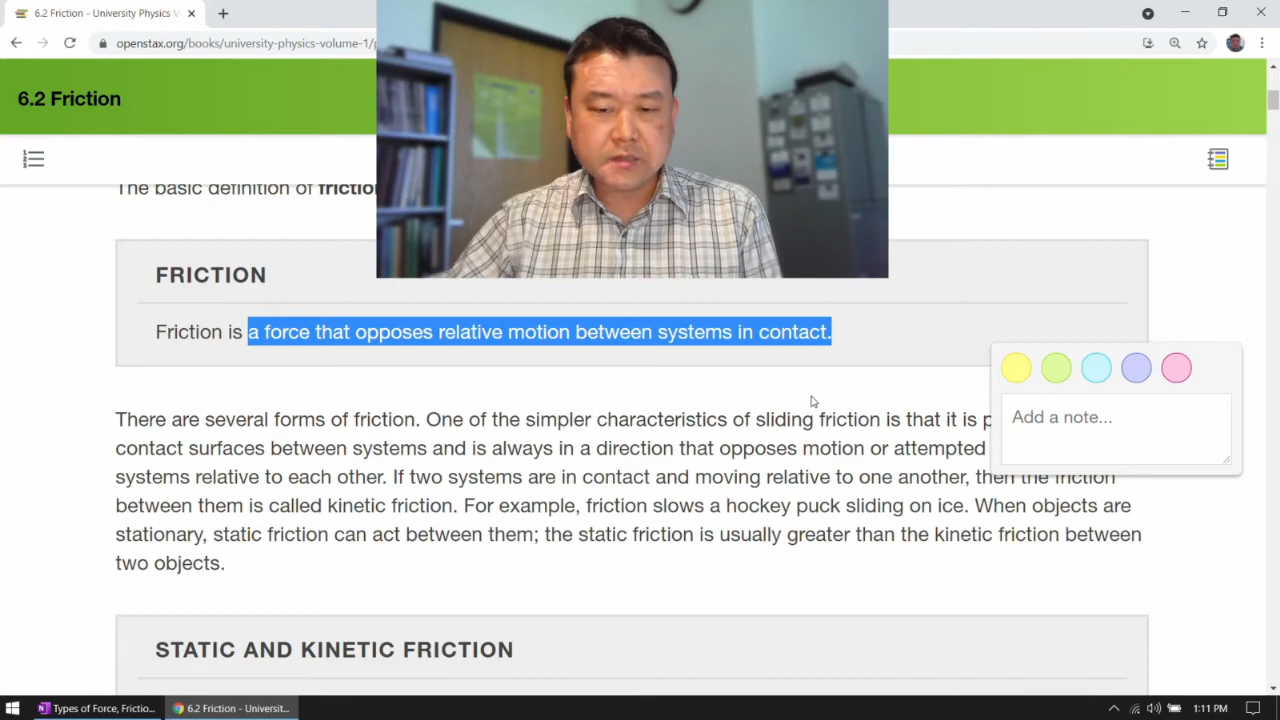 6.2 Friction - University Physics V
openstax.org/books/university-physics-volume-1/p
6.2 Friction
The basic definition of frictio
FRICTION
Friction is a force that opposes relative motion between systems in contact.
Add a note...
There are several forms of friction. One of the simpler characteristics of sliding friction is that it is p
contact surfaces between systems and is always in a direction that opposes motion or attempted
systems relative to each other. If two systems are in contact and moving relative to one another, then the friction
between them is called kinetic friction. For example, friction slows a hockey puck sliding on ice. When objects are
stationary, static friction can act between them; the static friction is usually greater than the kinetic friction between
two objects.
STATIC AND KINETIC FRICTION
Types of Force, Frictio...
6.2 Friction - Universit...
1:11 PM